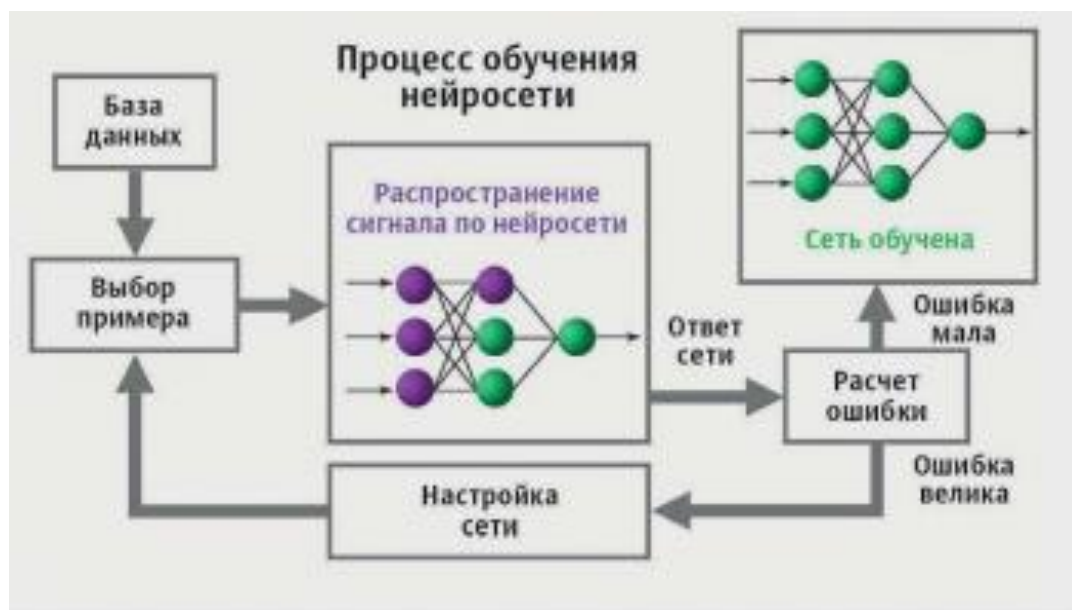 Процесс обучения
нейросети
База
данных
Выбор
примера
Распространение
сигнала по нейросети
Ответ
сети
Сеть обучена
Ошибка
мала
Расчет
ошибки
Ошибка
велика
Настройка
сети